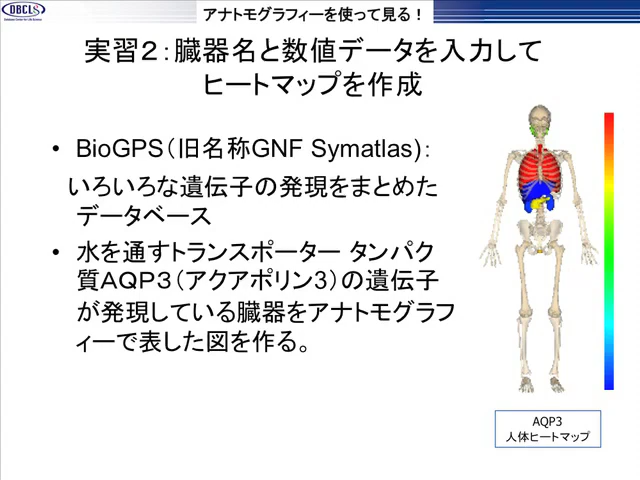 DBCLS
アナトモグラフィーを使って見る！
実習２：臓器名と数値データを入力して
ヒートマップを作成
• BioGPS（旧名称GNF Symatlas)：
いろいろな遺伝子の発現をまとめた
データベース
• 水を通すトランスポーター タンパク
質ＡＱＰ３（アクアポリン3）の遺伝子
が発現している臓器をアナトモグラフ
ィーで表した図を作る。
AQP3
人体ヒートマップ